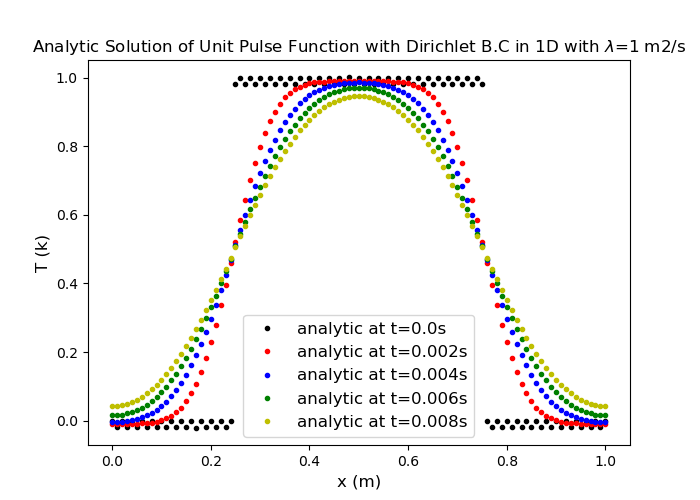 Analytic Solution of Unit Pulse Function with Dirichlet B.C in 1D with λ=1 m2/s
1.0
0.8
0.6
0.4
0.2
0.0
T (k)
analytic at t=0.0s
analytic at t=0.002s
analytic at t=0.004s
analytic at t=0.006s
analytic at t=0.008s
0.0 0.2 0.4 0.6 0.8 1.0
x (m)